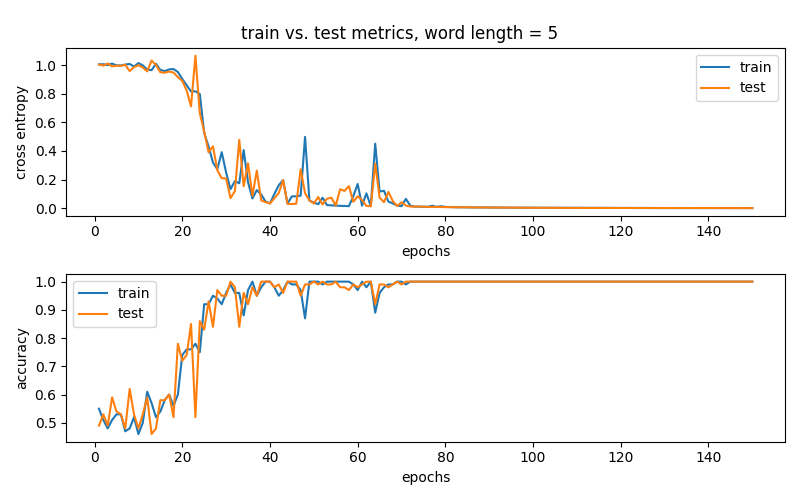 train vs. test metrics, word length = 5
1.0
0.8
0.6
0.4
0.2
0.0
cross entropy
train
test
0 20 40 60 80 100 120 140
epochs
1.0
0.9
0.8
0.7
0.6
0.5
accuracy
train
test
0 20 40 60 80 100 120 140
epochs